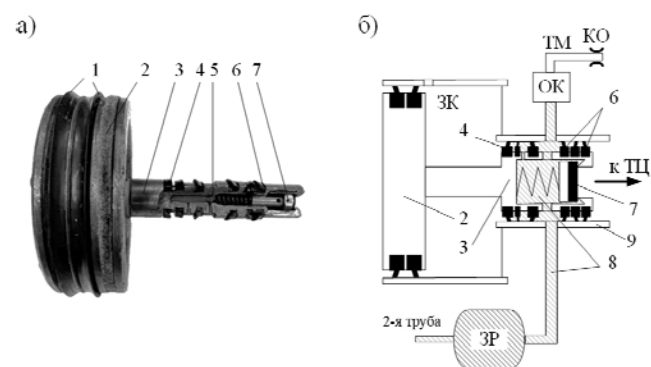 а)
1 2 3 4 5 6 7
б)
ТМ КО
ОК
ЗК
6
4
к ТЦ
7
2
3
9
8
2-я труба
ЗР